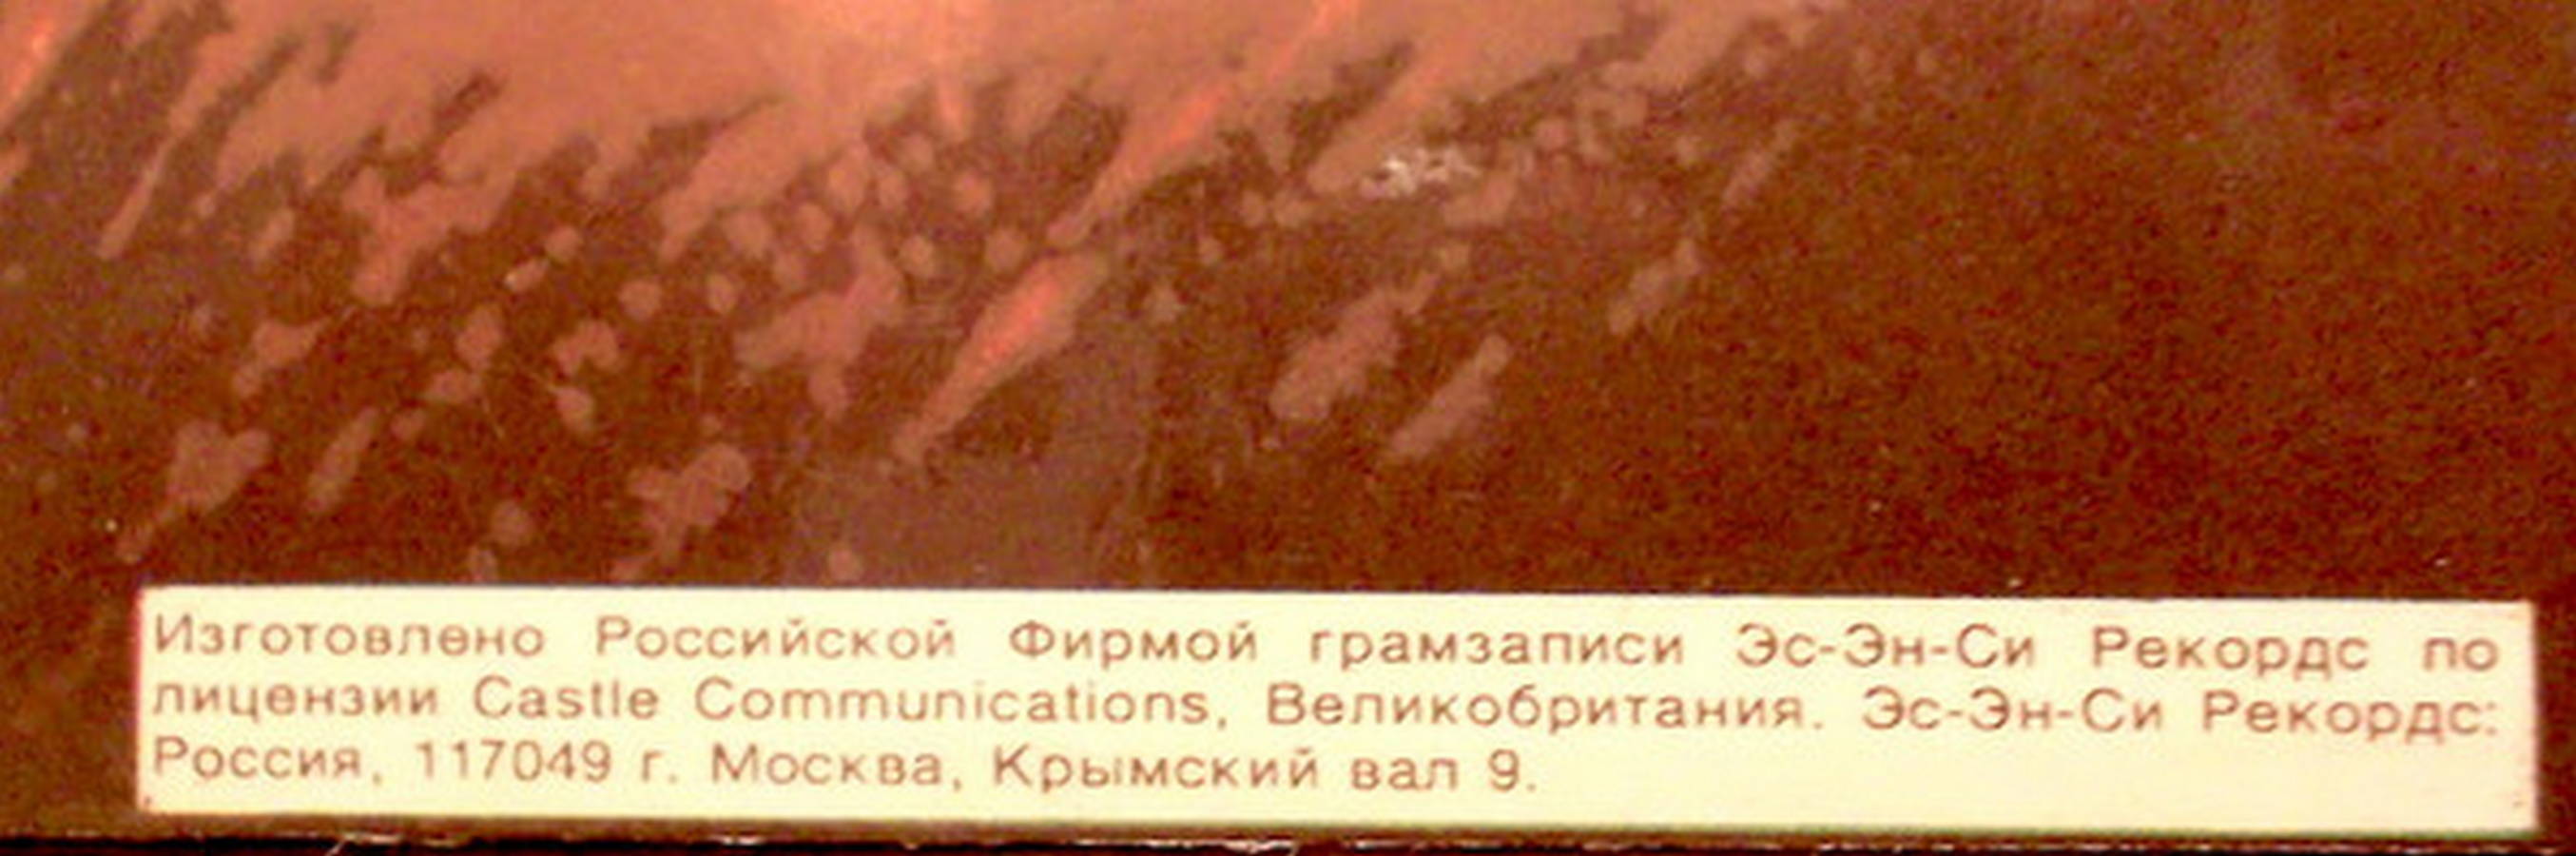 Изготовлено Российской Фирмой грамзаписи Эс-Эн-Си Рекордс по
лицензии Castle Communications, Великобритания. Эс-Эн-Си Рекордс:
Россия, 117049 г. Москва, Крымский вал 9.